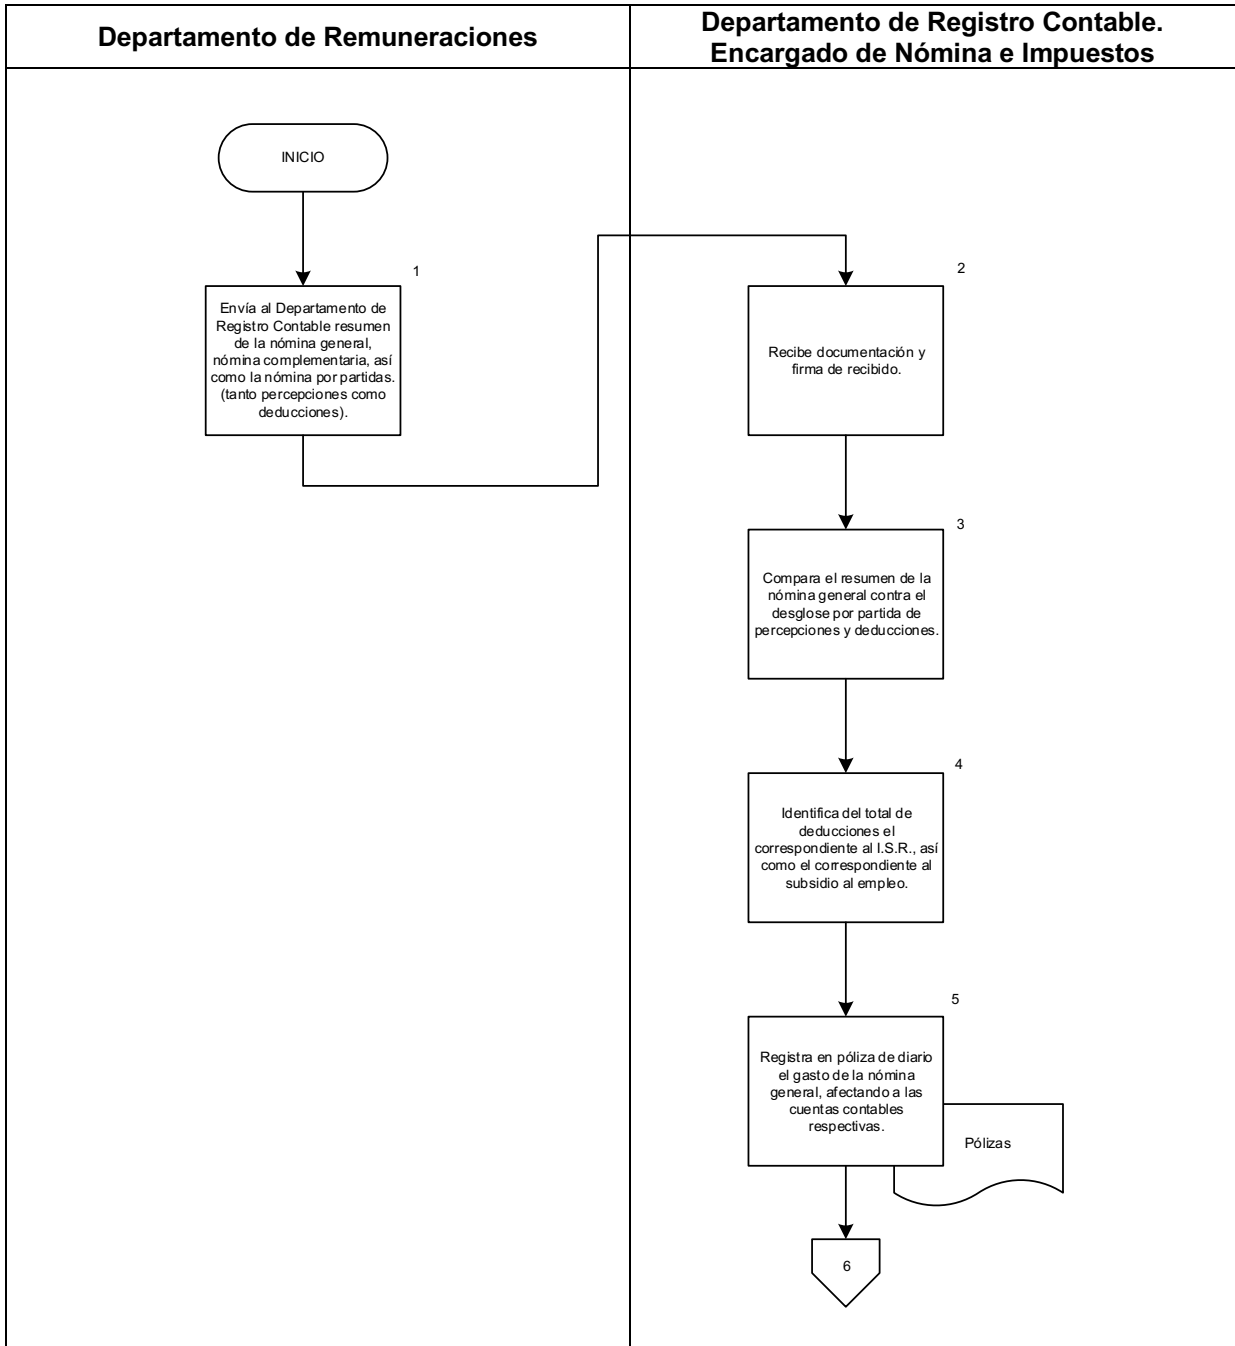 Departamento de Remuneraciones
Departamento de Registro Contable.
Encargado de Nómina e Impuestos
INICIO
1
Envía al Departamento de
Registro Contable resumen
de la nómina general,
nómina complementaria, así
como la nómina por partidas.
(tanto percepciones como
deducciones).
2
Recibe documentación y
firma de recibido.
3
Compara el resumen de la
nómina general contra el
desglose por partida de
percepciones y deducciones.
4
Identifica del total de
deducciones el
correspondiente al I.S.R., así
como el correspondiente al
subsidio al empleo.
5
Registra en póliza de diario
el gasto de la nómina
general, afectando a las
cuentas contables
respectivas.
Pólizas
6